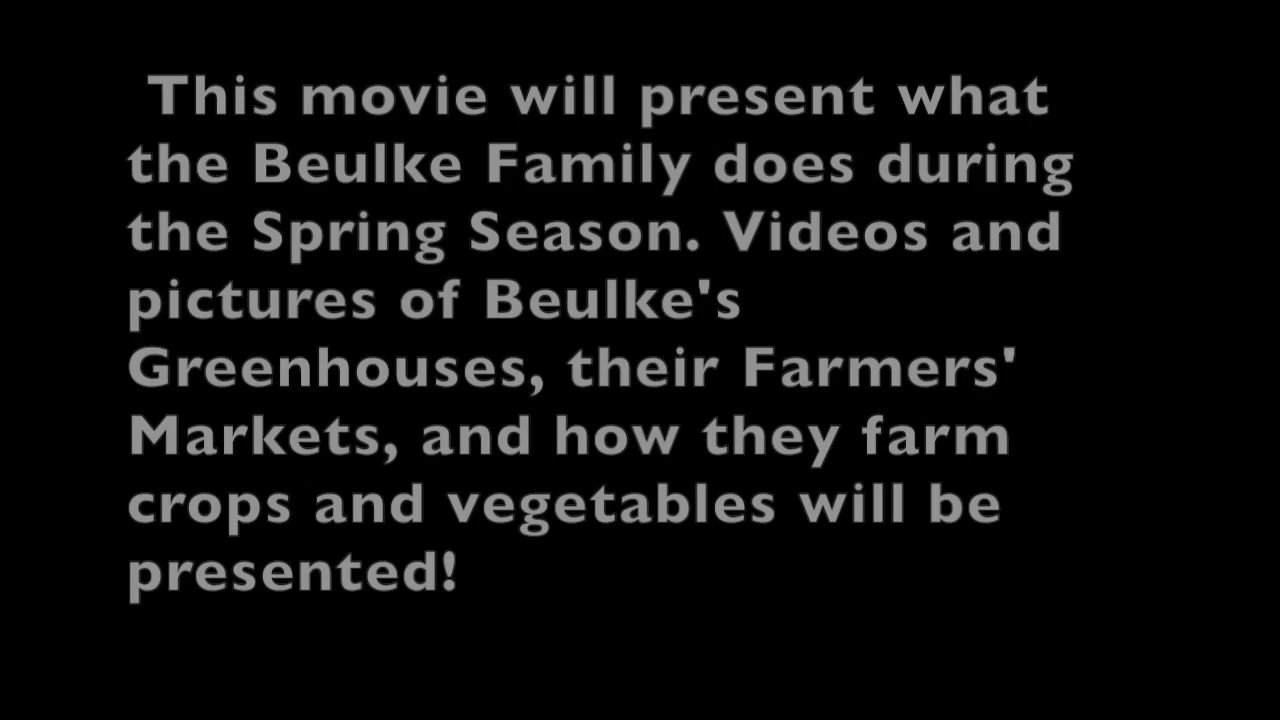 This movie will present what
the Beulke Family does during
the Spring Season. Videos and
pictures of Beulke's
Greenhouses, their Farmers'
Markets, and how they farm
crops and vegetables will be
presented!